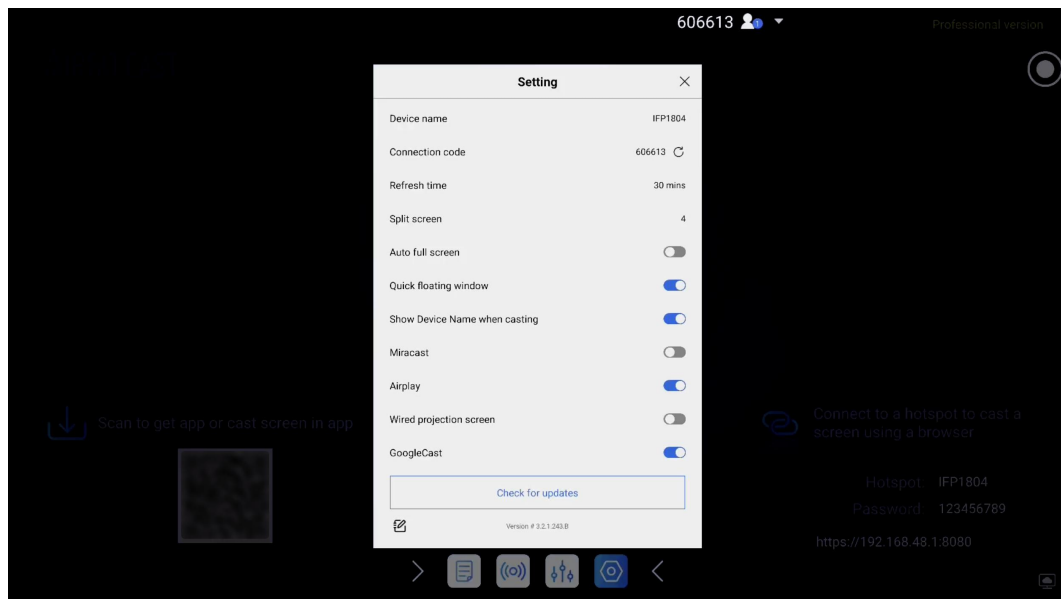 606613 1
Professional version
Setting
Device name IFP1804
Connection code 606613
Refresh time 30 mins
Split screen 4
Auto full screen
Quick floating window
Show Device Name when casting
Miracast
Airplay
Wired projection screen
GoogleCast
Check for updates
Version # 3.2.1.243.B
Scan to get app or cast screen in app
Connect to a hotspot to cast a
screen using a browser
Hotspot IFP1804
Password 123456789
https://192.168.48.1:8080